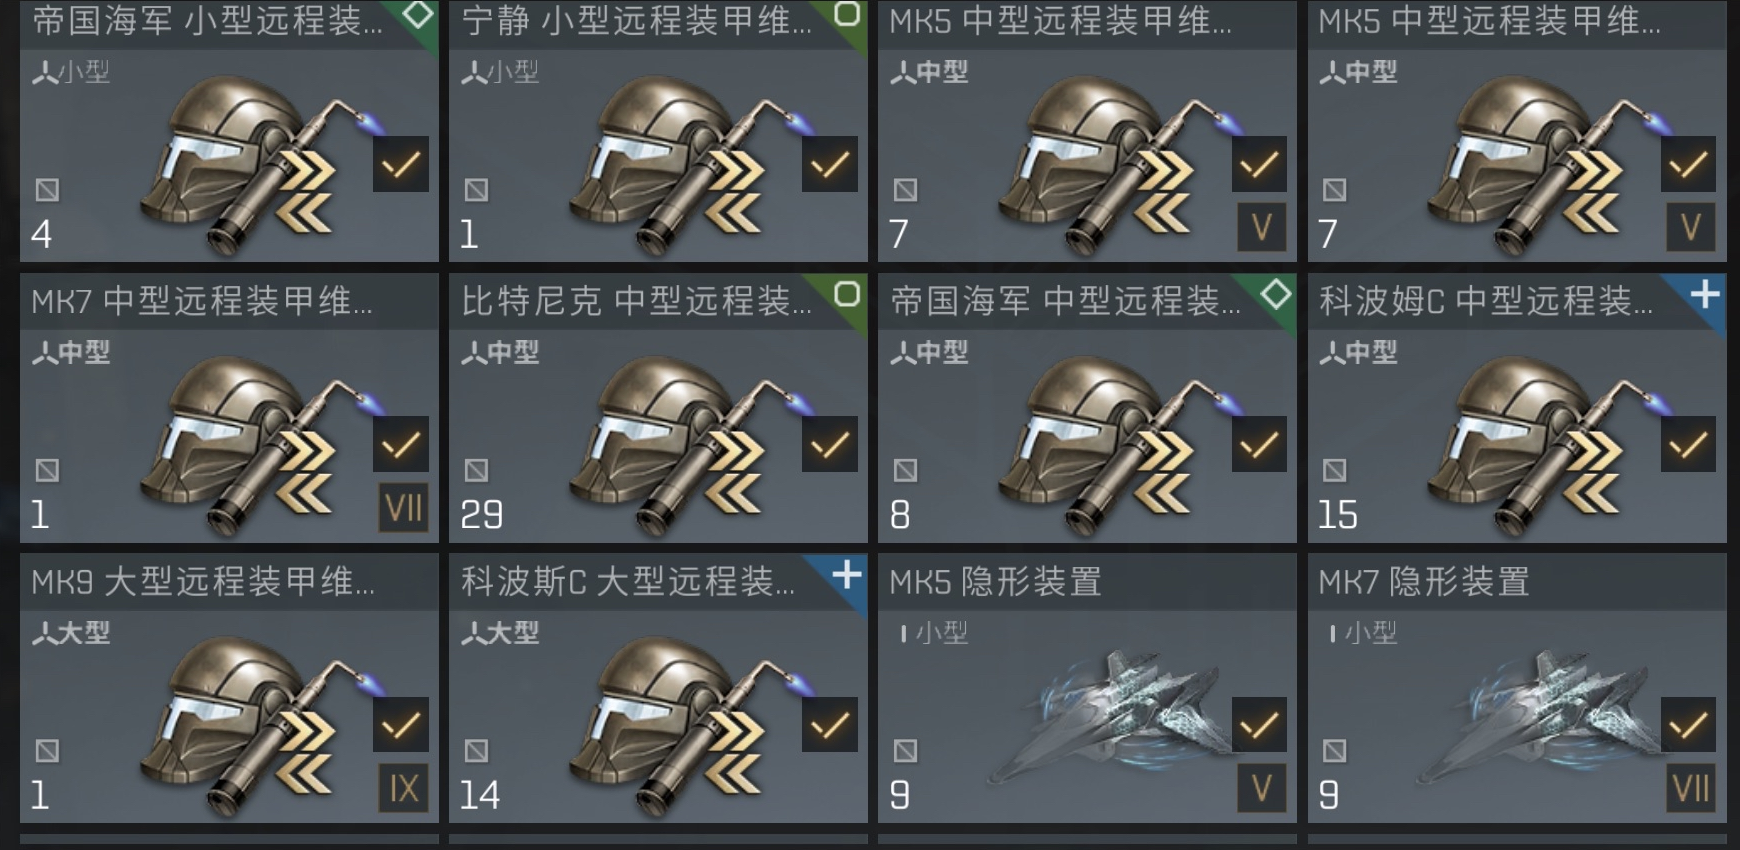 帝国海军 小型远程装...
宁静 小型远程装甲维...
MK5 中型远程装甲维...
MK5 中型远程装甲维...
小型
小型
中型
中型
4
1
7
V
7
V
MK7 中型远程装甲维...
比特尼克 中型远程装...
帝国海军 中型远程装...
科波姆C 中型远程装...
中型
中型
中型
中型
1
VII
29
8
15
MK9 大型远程装甲维...
科波斯C 大型远程装...
MK5 隐形装置
MK7 隐形装置
大型
大型
小型
小型
1
IX
14
9
V
9
VII